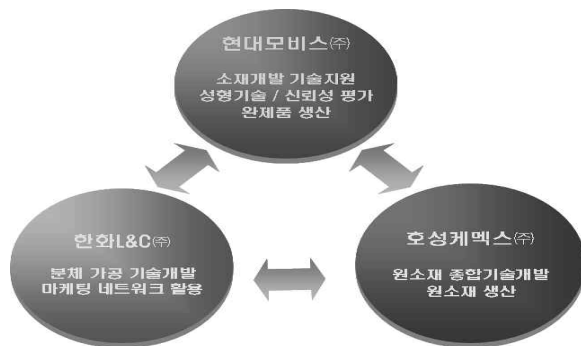 현대모비스㈜
소재개발 기술지원
성형기술 / 신뢰성 평가
완제품 생산
한화L&C㈜
분체 가공 기술개발
마케팅 네트워크 활용
호성케멕스㈜
원소재 종합기술개발
원소재 생산